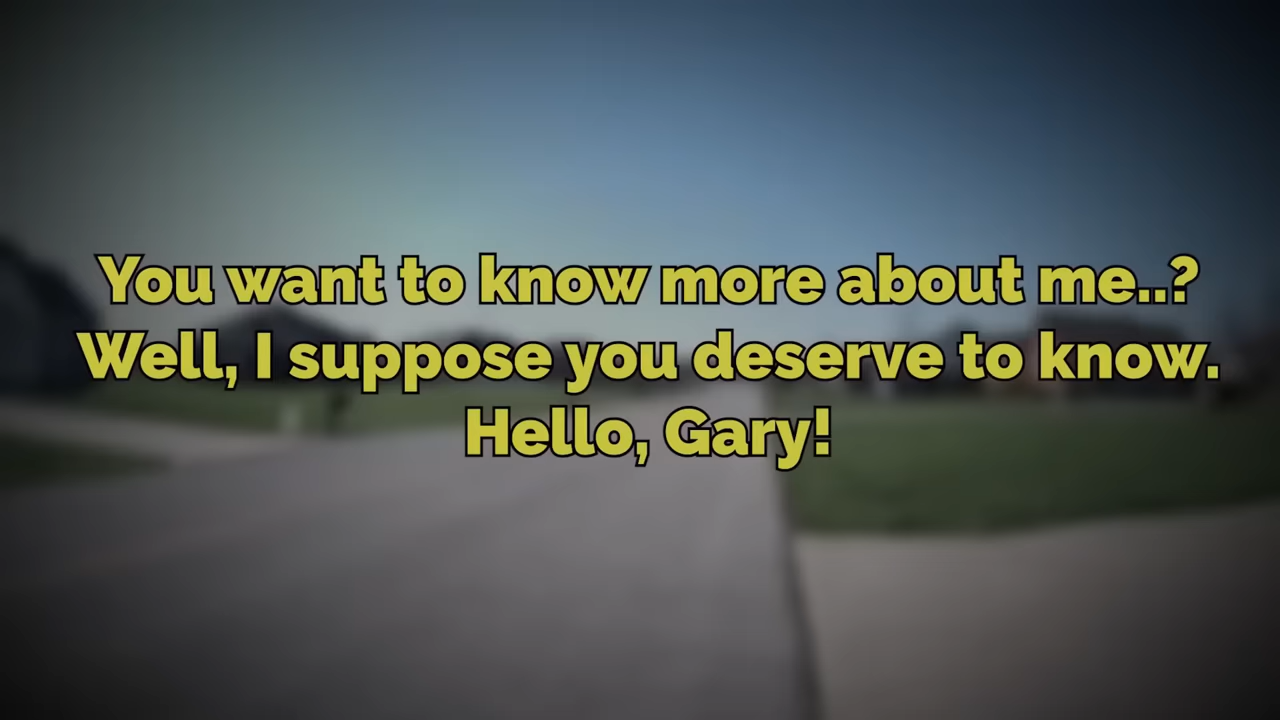 You want to know more about me..?
Well, I suppose you deserve to know.
Hello, Gary!